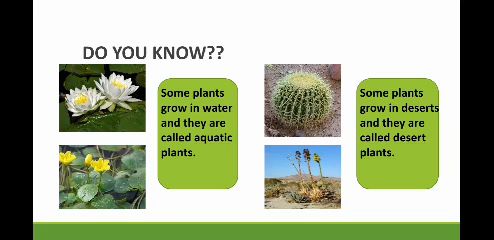 DO YOU KNOW??
Some plants
grow in water
and they are
called aquatic
plants.
Some plants
grow in deserts
and they are
called desert
plants.